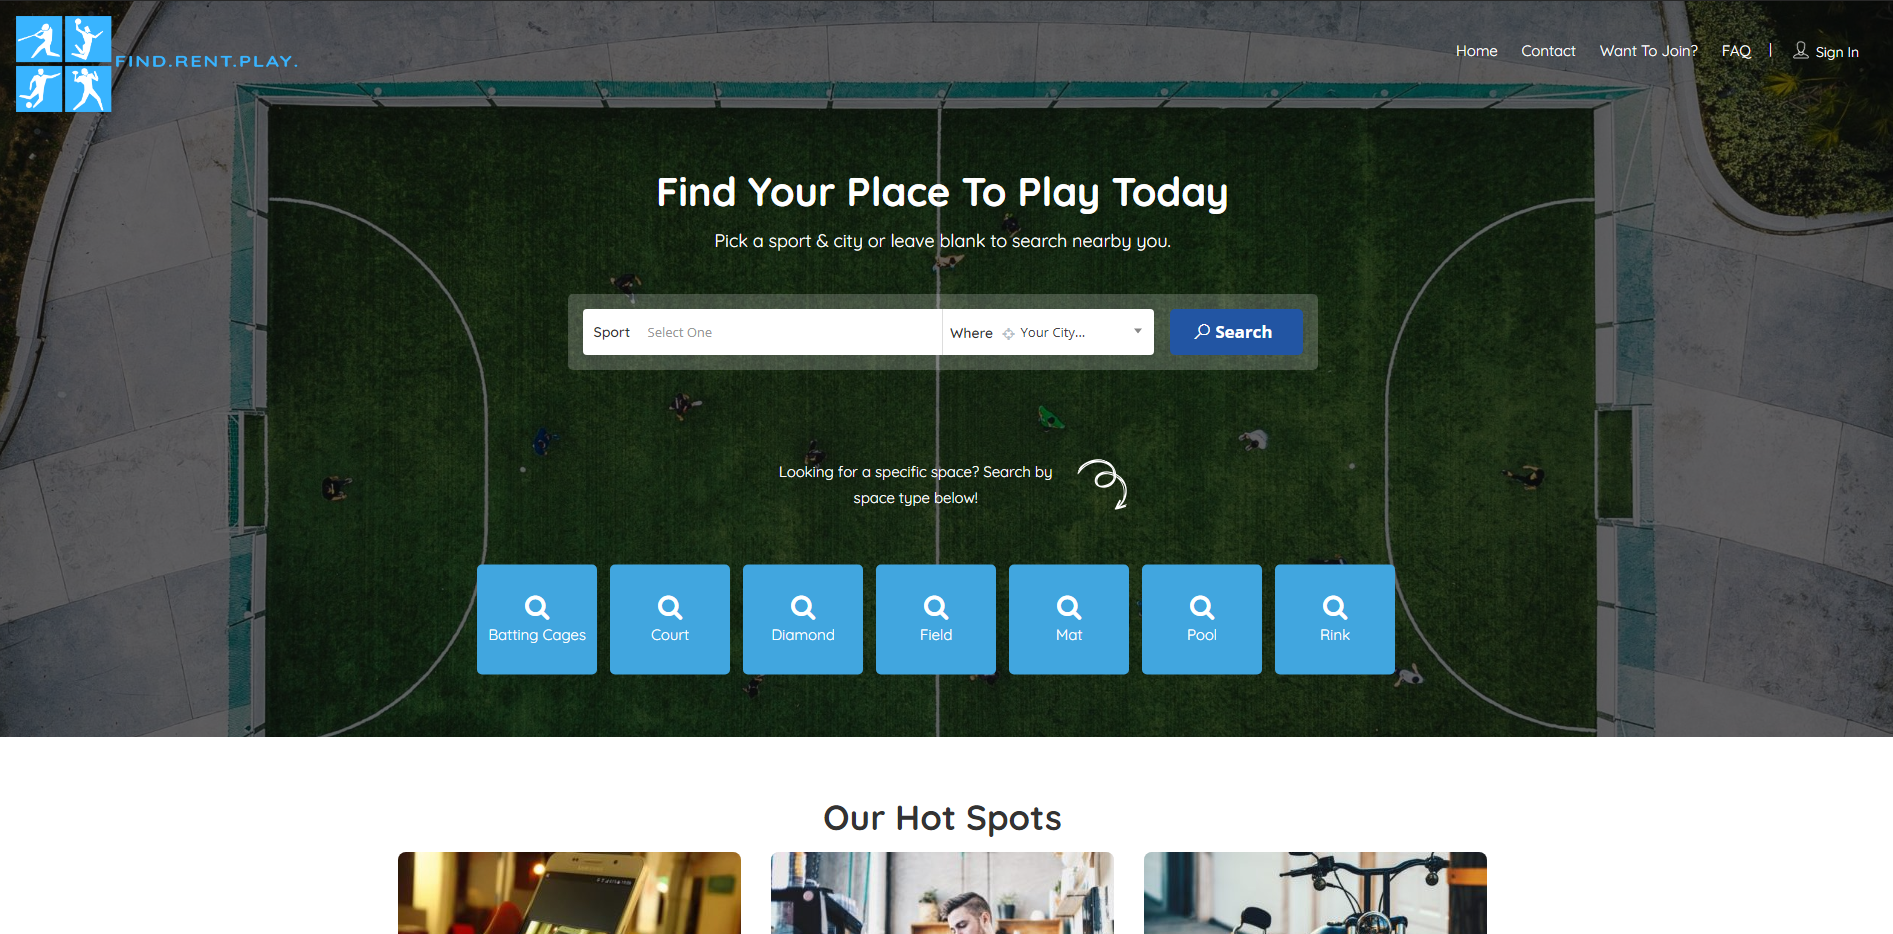 FIND.RENT.PLAY.
Home Contact Want To Join? FAQ | Sign In
Find Your Place To Play Today
Pick a sport & city or leave blank to search nearby you.
Sport Select One Where Your City... Search
Looking for a specific space? Search by
space type below!
Batting Cages Court Diamond Field Mat Pool Rink
Our Hot Spots